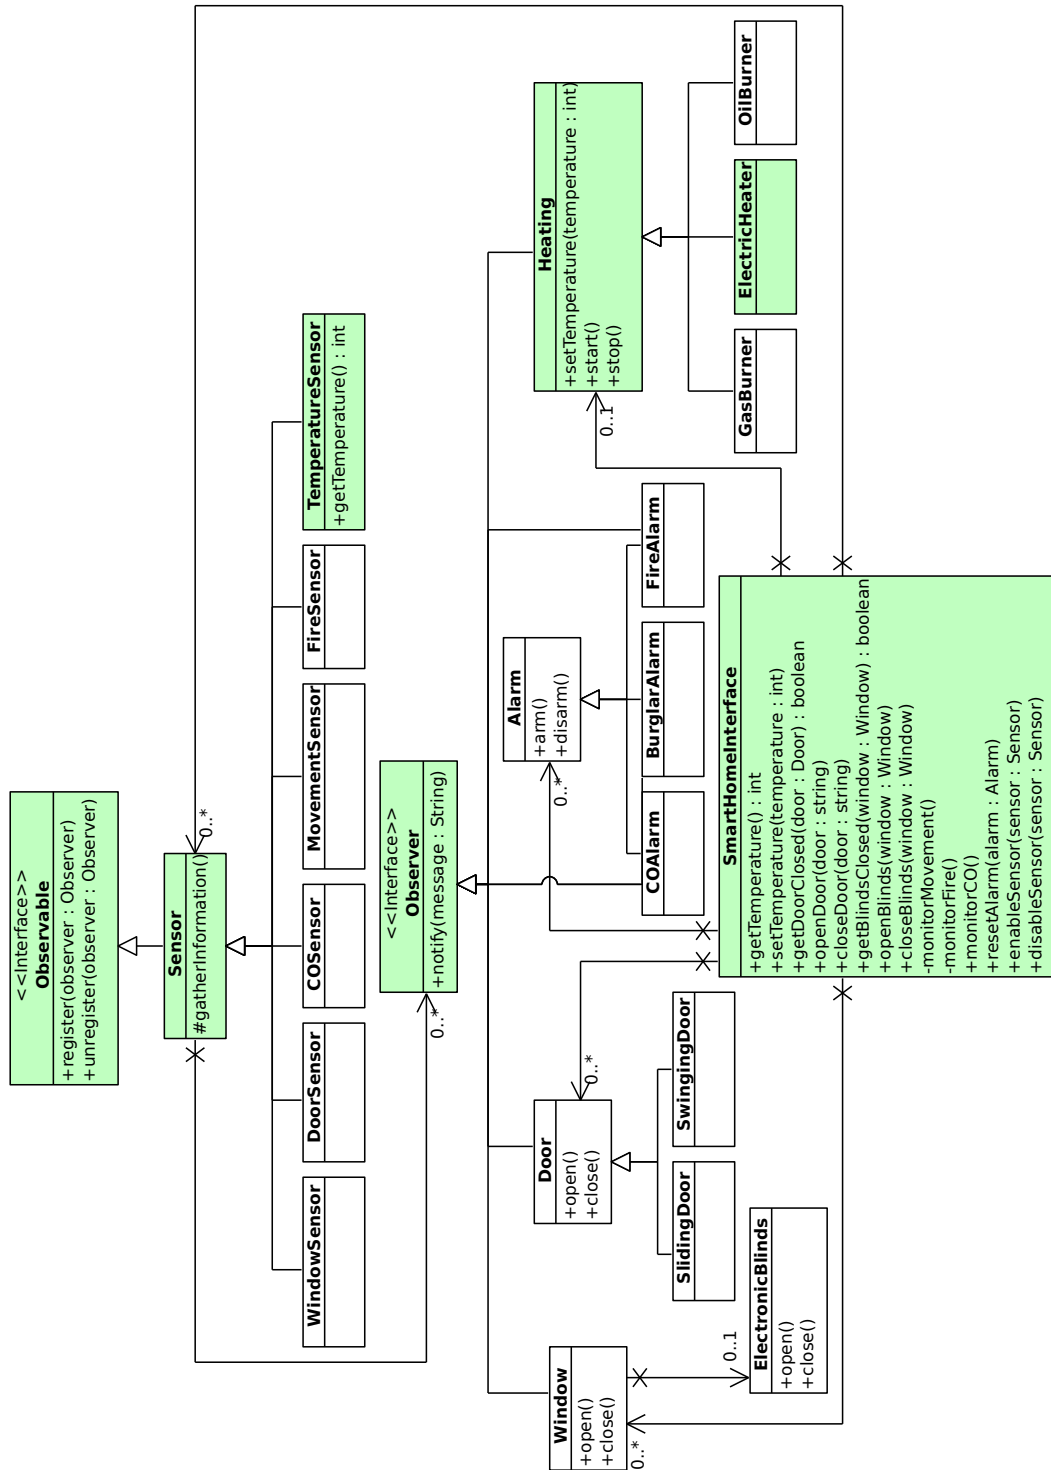 <<Interface>>
Observable
+register(observer : Observer)
+unregister(observer : Observer)
Sensor
#gatherInformation()
0..*
WindowSensor
DoorSensor
COSensor
MovementSensor
FireSensor
TemperatureSensor
+getTemperature() : int
<<Interface>>
Observer
+notify(message : String)
0..*
Window
+open()
+close()
0..*
Door
+open()
+close()
0..*
Alarm
+arm()
+disarm()
0..*
Heating
+setTemperature(temperature : int)
+start()
+stop()
0..1
SlidingDoor
SwingingDoor
COAlarm
BurglarAlarm
FireAlarm
GasBurner
ElectricHeater
OilBurner
0..1
ElectronicBlinds
+open()
+close()
SmartHomeInterface
+getTemperature() : int
+setTemperature(temperature : int)
+getDoorClosed(door : Door) : boolean
+openDoor(door : string)
+closeDoor(door : string)
+getBlindsClosed(window : Window) : boolean
+openBlinds(window : Window)
+closeBlinds(window : Window)
-monitorMovement()
-monitorFire()
+monitorCO()
+resetAlarm(alarm : Alarm)
+enableSensor(sensor : Sensor)
+disableSensor(sensor : Sensor)